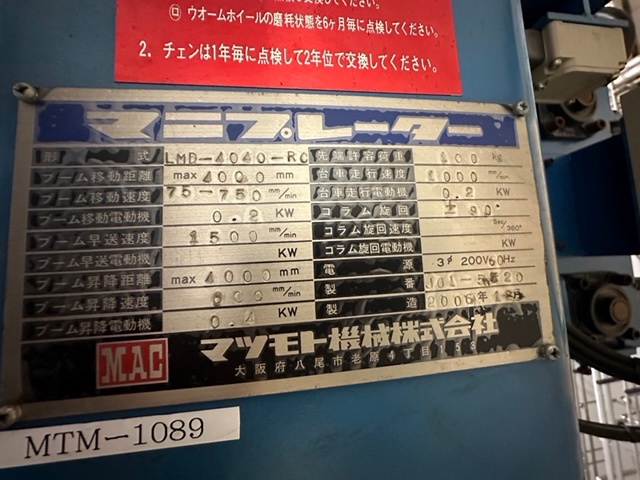 ㋺ ウオームホイールの磨耗状態を6ヶ月毎に点検してください。
2. チェンは1年毎に点検して2年位で交換してください。
マニプレーター
形 式 LMD-4040-RC 先端許容荷重 100 kg
ブーム移動距離 max 4000 mm 台車走行速度 1000 mm/min
ブーム移動速度 75-750 mm/min 台車走行電動機 0.2 KW
ブーム移動電動機 0.2 KW コラム旋回 ±90°
ブーム早送速度 1500 mm/min コラム旋回速度 Sec/360°
ブーム早送電動機 KW コラム旋回電動機 KW
ブーム昇降距離 max 4000 mm 電 源 3φ 200V 60Hz
ブーム昇降速度 mm/min 製 番
ブーム昇降電動機 0.4 KW 製 造 2006年
MAC マツモト機械株式会社
大阪府八尾市老原4丁目153
MTM-1089